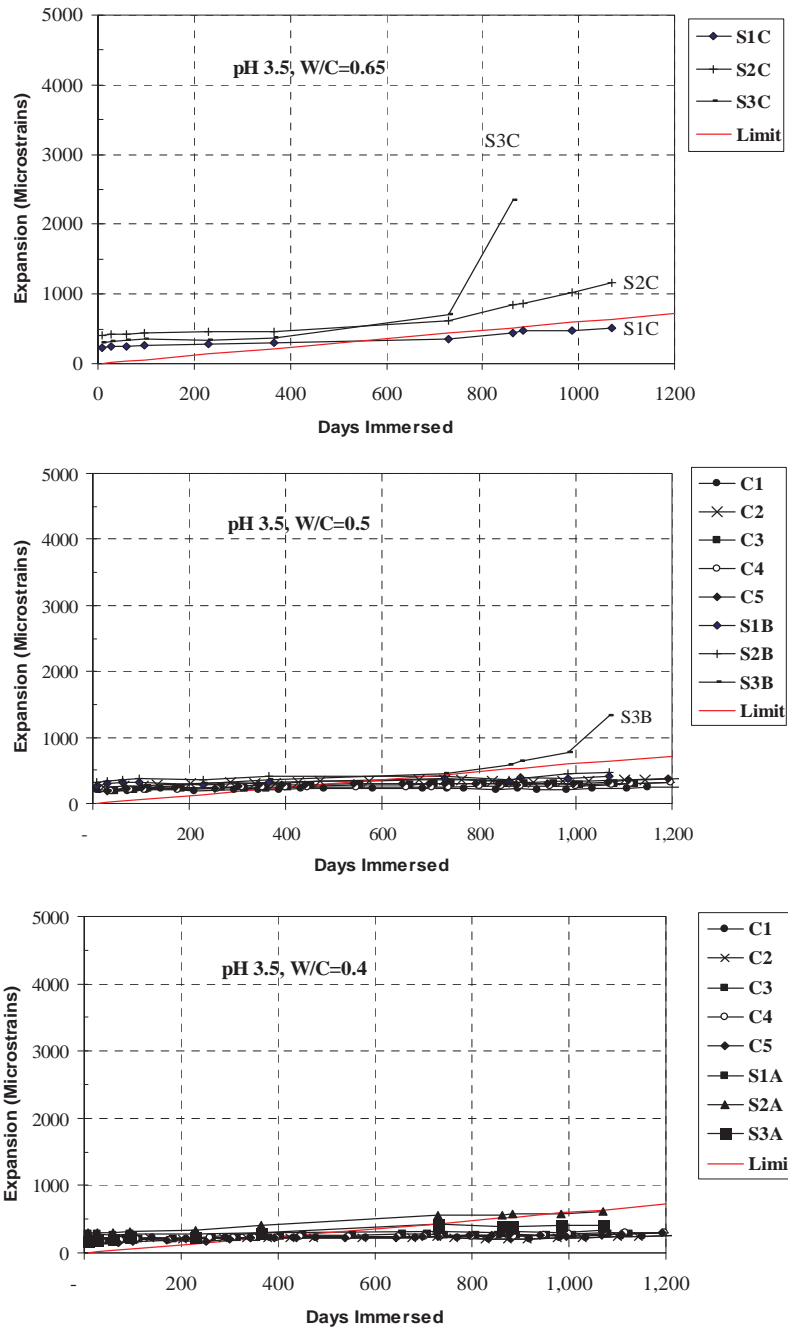 5000
4000
3000
2000
1000
0
Expansion (Microstrains)
pH 3.5, W/C=0.65
S3C
S2C
S1C
0 200 400 600 800 1000 1200
Days Immersed
S1C
S2C
S3C
Limit
5000
4000
3000
2000
1000
0
Expansion (Microstrains)
pH 3.5, W/C=0.5
S3B
- 200 400 600 800 1,000 1,200
Days Immersed
C1
C2
C3
C4
C5
S1B
S2B
S3B
Limit
5000
4000
3000
2000
1000
0
Expansion (Microstrains)
pH 3.5, W/C=0.4
- 200 400 600 800 1,000 1,200
Days Immersed
C1
C2
C3
C4
C5
S1A
S2A
S3A
Limi